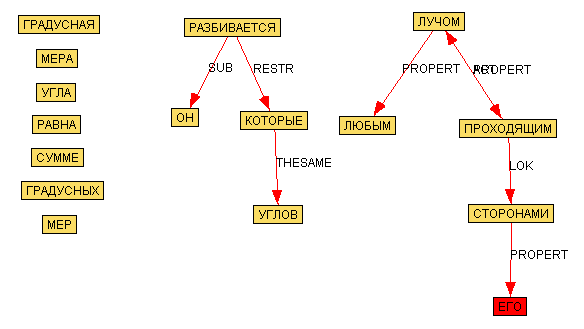 ГРАДУСНАЯ
МЕРА
УГЛА
РАВНА
СУММЕ
ГРАДУСНЫХ
МЕР
РАЗБИВАЕТСЯ
SUB
RESTR
ОН
КОТОРЫЕ
THESAME
УГЛОВ
ЛУЧОМ
PROPERT
PROPERT
ЛЮБЫМ
ПРОХОДЯЩИМ
LOK
СТОРОНАМИ
PROPERT
ЕГО